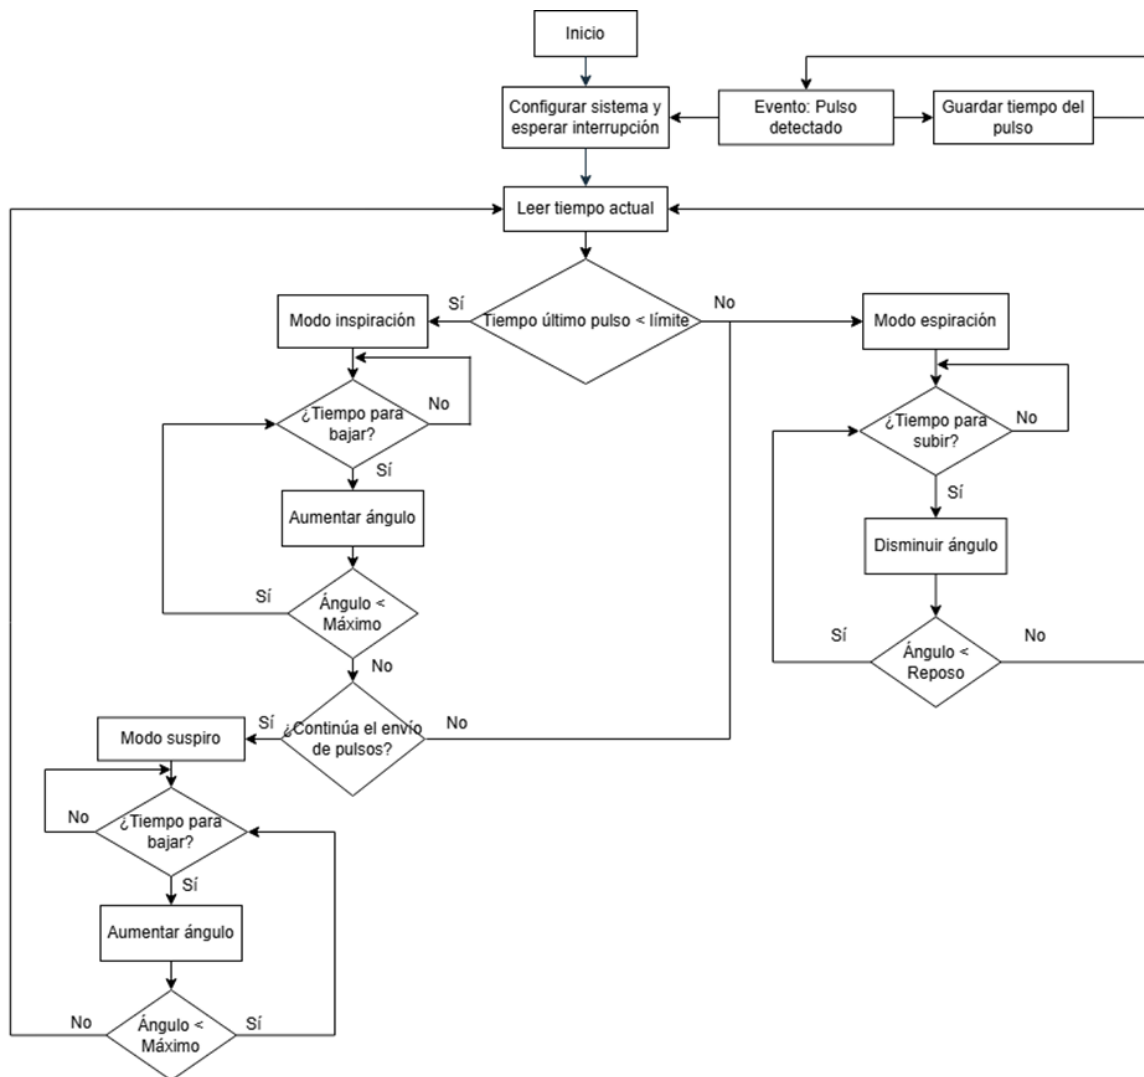 Inicio
Configurar sistema y
esperar interrupción
Evento: Pulso
detectado
Guardar tiempo del
pulso
Leer tiempo actual
Tiempo último pulso < límite
Sí
No
Modo inspiración
Modo espiración
¿Tiempo para
bajar?
No
Sí
Aumentar ángulo
Ángulo <
Máximo
Sí
No
¿Continúa el envío
de pulsos?
Sí
No
¿Tiempo para
subir?
No
Sí
Disminuir ángulo
Ángulo <
Reposo
Sí
No
Modo suspiro
¿Tiempo para
bajar?
No
Sí
Aumentar ángulo
Ángulo <
Máximo
No
Sí